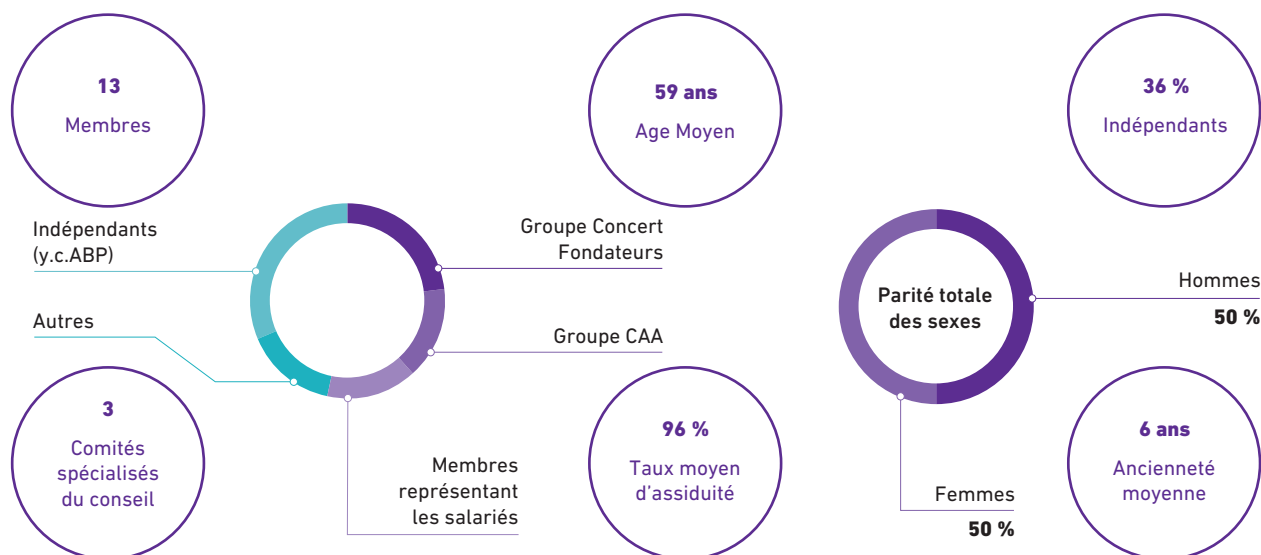 13
Membres
59 ans
Age Moyen
36 %
Indépendants
Indépendants
(y.c.ABP)
Autres
Groupe Concert
Fondateurs
Groupe CAA
Membres
représentant
les salariés
Parité totale
des sexes
Hommes
50 %
Femmes
50 %
3
Comités
spécialisés
du conseil
96 %
Taux moyen
d'assiduité
6 ans
Ancienneté
moyenne